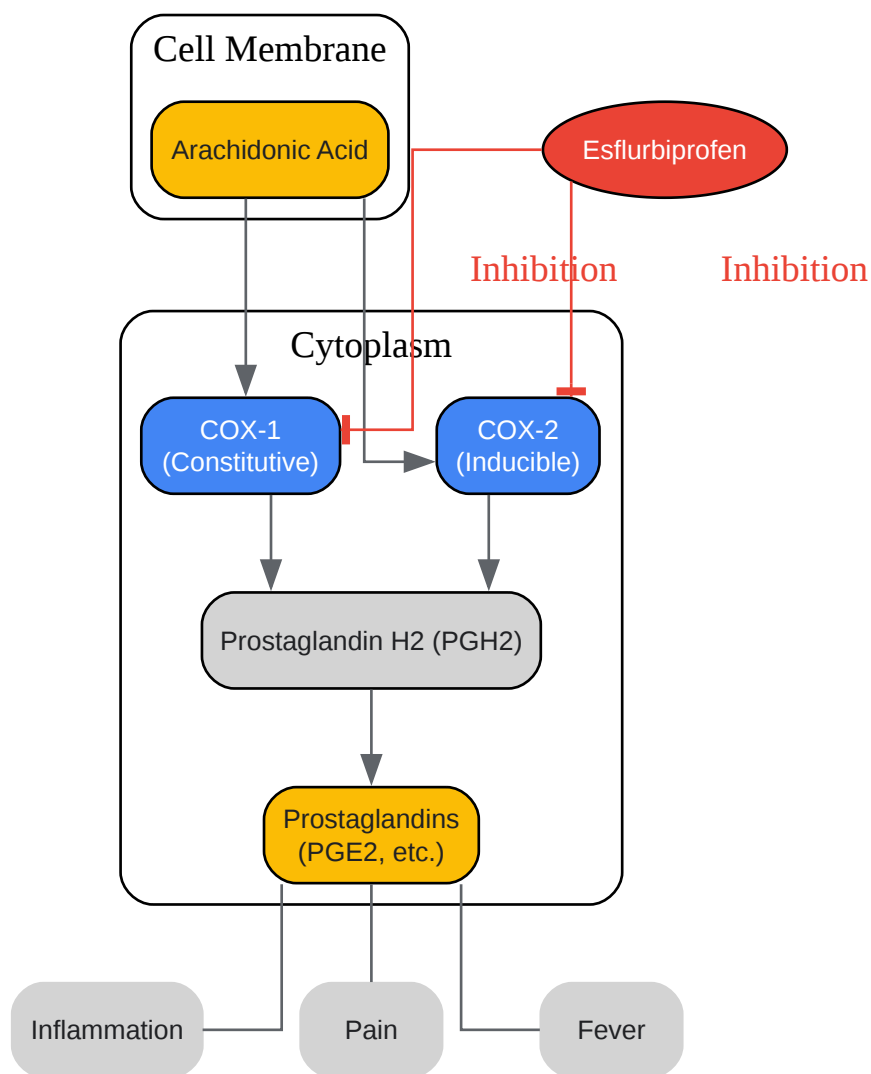 Cell Membrane
Arachidonic Acid
Esflurbiprofen
Inhibition
Inhibition
Cytoplasm
COX-1
(Constitutive)
COX-2
(Inducible)
Prostaglandin H2 (PGH2)
Prostaglandins
(PGE2, etc.)
Inflammation
Pain
Fever